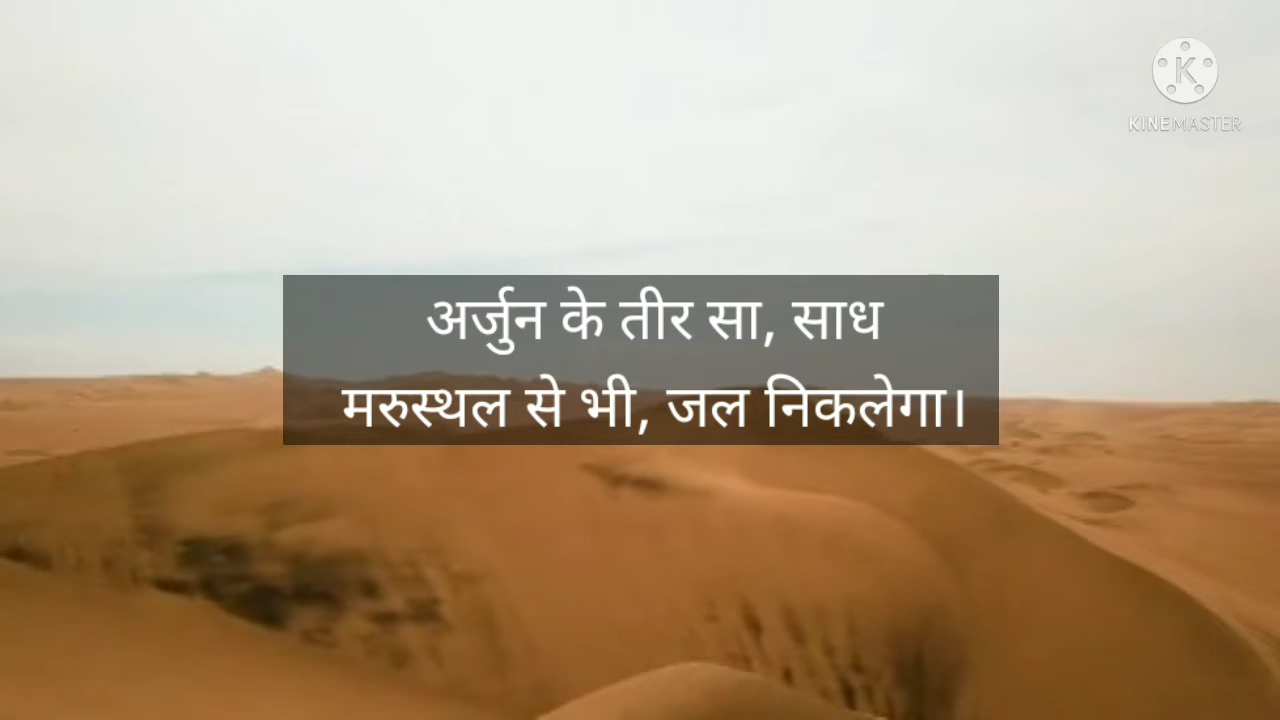 KINEMASTER
अर्जुन के तीर सा, साध
मरुस्थल से भी, जल निकलेगा।